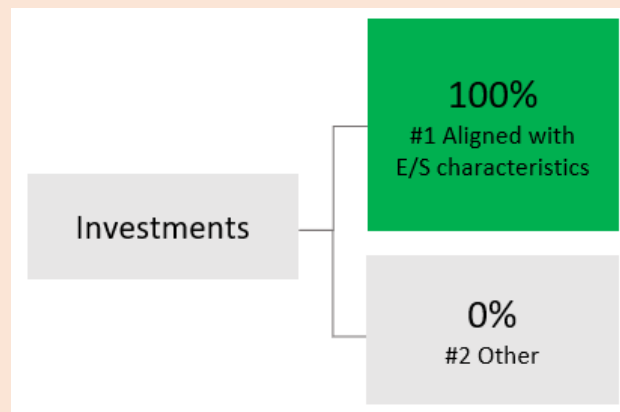 Investments
100%
#1 Aligned with
E/S characteristics
0%
#2 Other